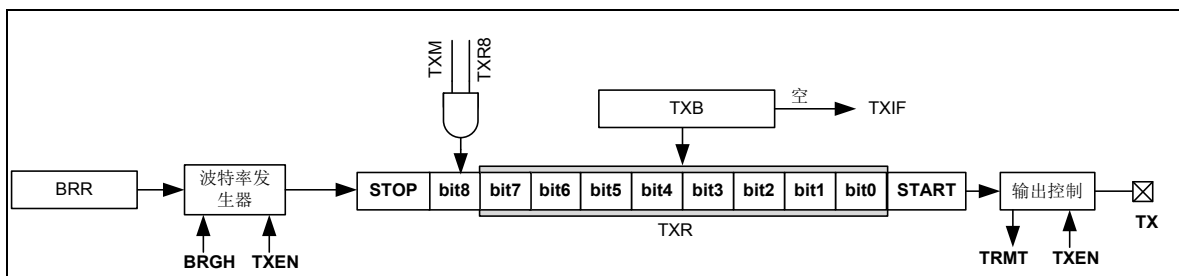 TXM
TXR8
TXB
空
TXIF
BRR
波特率发
生器
STOP
bit8
bit7
bit6
bit5
bit4
bit3
bit2
bit1
bit0
START
输出控制
TX
TXR
BRGH
TXEN
TRMT
TXEN